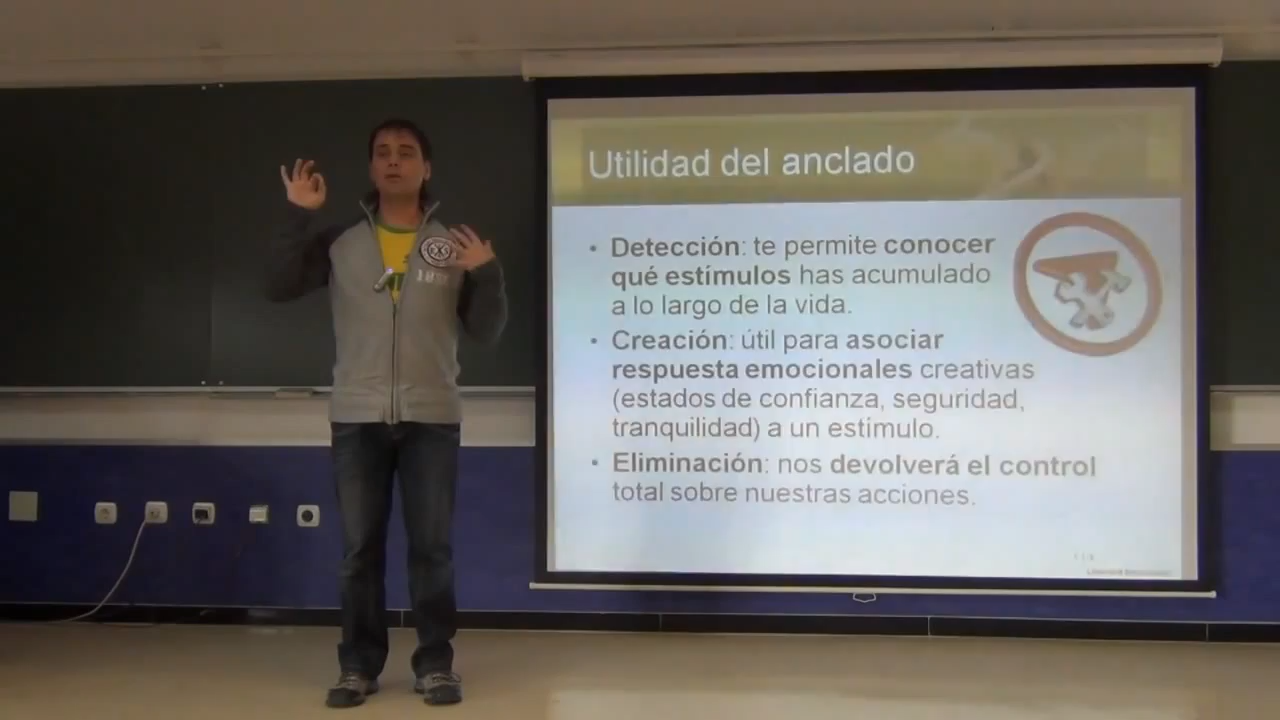 Utilidad del anclado
• Detección: te permite conocer
qué estímulos has acumulado
a lo largo de la vida.
• Creación: útil para asociar
respuesta emocionales creativas
(estados de confianza, seguridad,
tranquilidad) a un estímulo.
• Eliminación: nos devolverá el control
total sobre nuestras acciones.